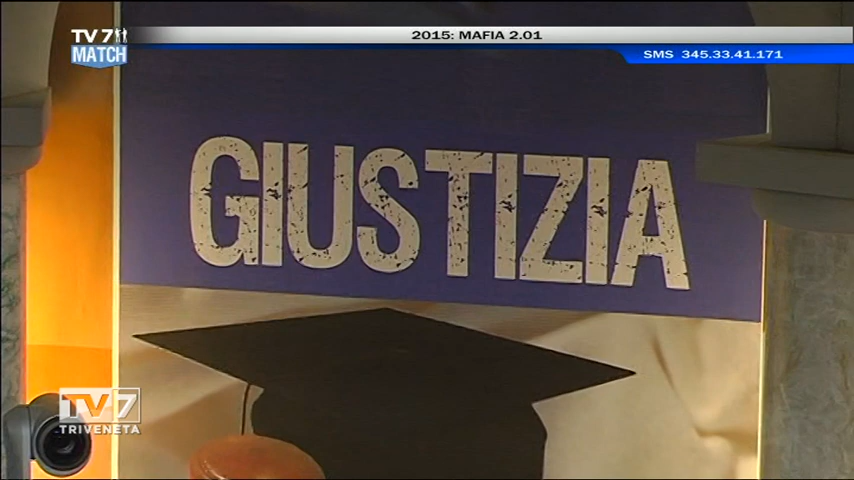 TV7
MATCH
2015: MAFIA 2.01
SMS 345.33.41.171
GIUSTIZIA
TV7
TRIVENETA